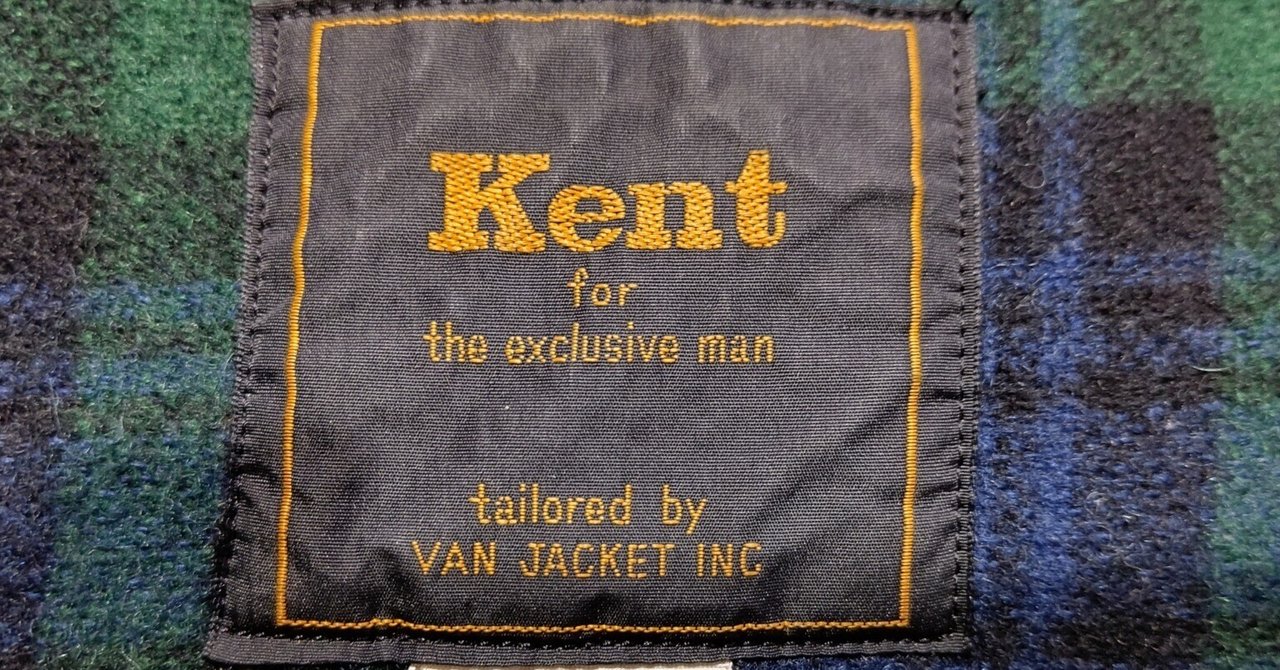 Kent
for
the exclusive man
tailored by
VAN JACKET INC